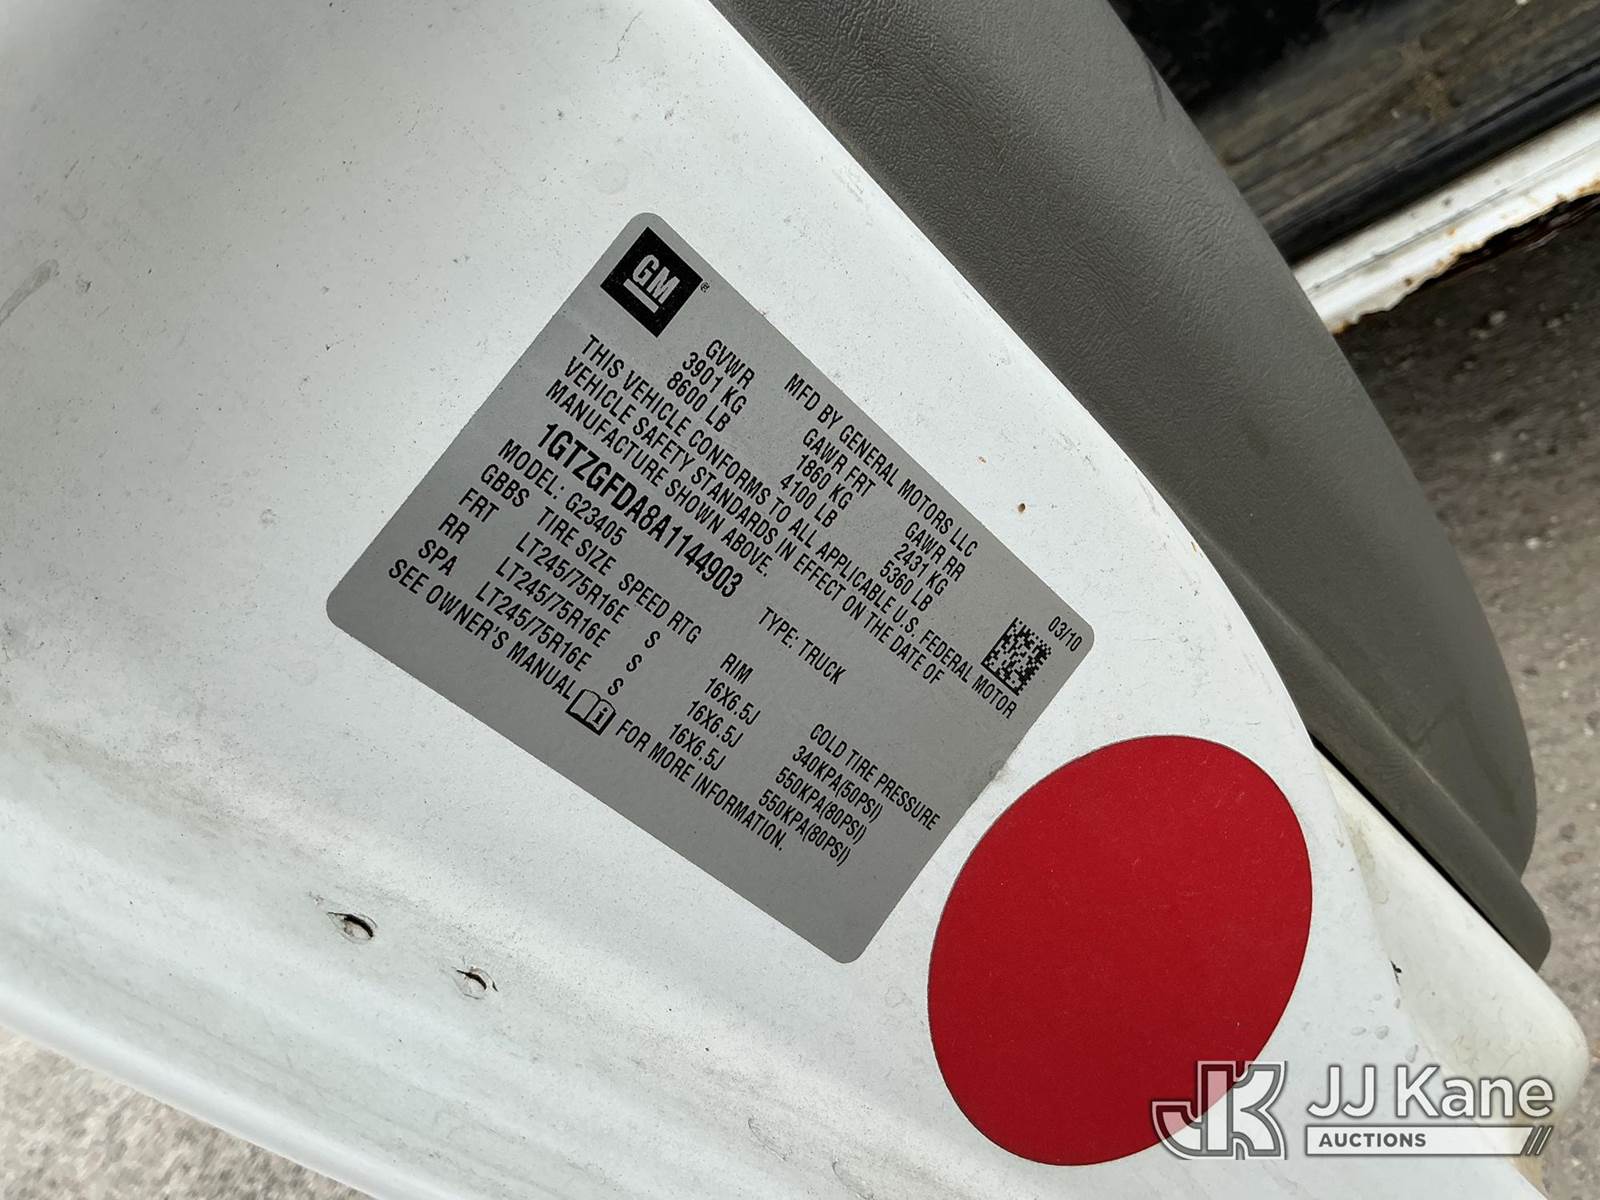 GM®
MFD BY GENERAL MOTORS LLC 03/10
GVWR GAWR FRT GAWR RR
3901 KG 1860 KG 2431 KG
8600 LB 4100 LB 5360 LB
THIS VEHICLE CONFORMS TO ALL APPLICABLE U.S. FEDERAL MOTOR
VEHICLE SAFETY STANDARDS IN EFFECT ON THE DATE OF
MANUFACTURE SHOWN ABOVE.
1GTZGFDA8A1144903 TYPE: TRUCK
MODEL: G23405
GBBS TIRE SIZE SPEED RTG RIM COLD TIRE PRESSURE
FRT LT245/75R16E S 16X6.5J 340KPA(50PSI)
RR LT245/75R16E S 16X6.5J 550KPA(80PSI)
SPA LT245/75R16E S 16X6.5J 550KPA(80PSI)
SEE OWNER'S MANUAL FOR MORE INFORMATION.
JJ Kane
AUCTIONS